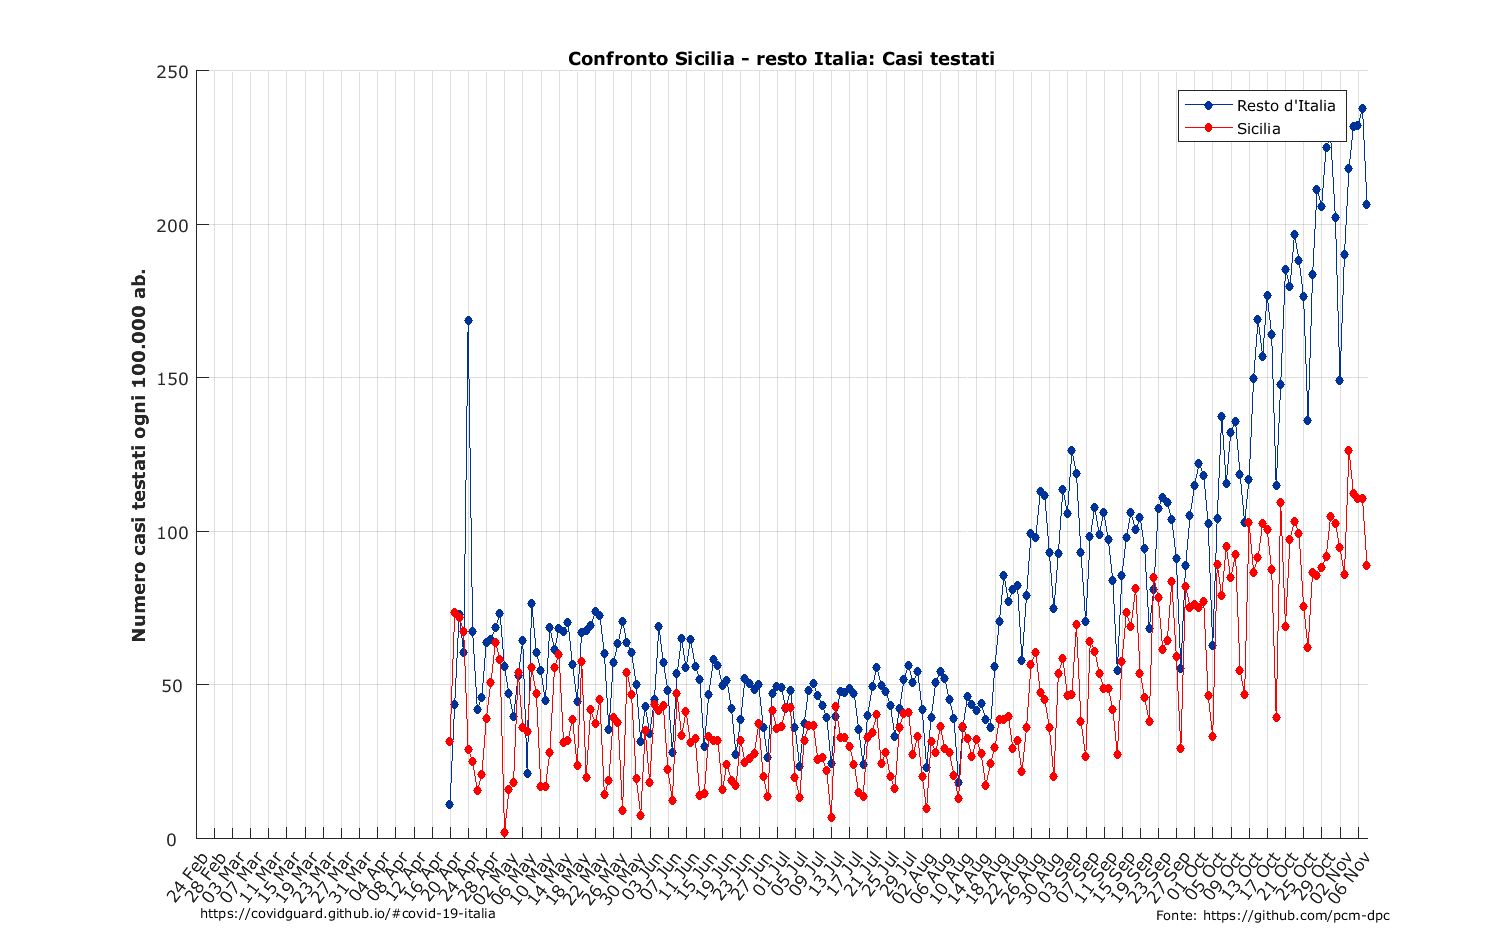 Confronto Sicilia - resto Italia: Casi testati
Resto d'Italia
Sicilia
Numero casi testati ogni 100.000 ab.
250
200
150
100
50
0
24 Feb
28 Feb
03 Mar
07 Mar
11 Mar
15 Mar
19 Mar
23 Mar
27 Mar
31 Mar
04 Apr
08 Apr
12 Apr
16 Apr
20 Apr
24 Apr
28 Apr
02 May
06 May
10 May
14 May
18 May
22 May
26 May
30 May
03 Jun
07 Jun
11 Jun
15 Jun
19 Jun
23 Jun
27 Jun
01 Jul
05 Jul
09 Jul
13 Jul
17 Jul
21 Jul
25 Jul
29 Jul
02 Aug
06 Aug
10 Aug
14 Aug
18 Aug
22 Aug
26 Aug
30 Aug
03 Sep
07 Sep
11 Sep
15 Sep
19 Sep
23 Sep
27 Sep
01 Oct
05 Oct
09 Oct
13 Oct
17 Oct
21 Oct
25 Oct
29 Oct
02 Nov
06 Nov
https://covidguard.github.io/#covid-19-italia
Fonte: https://github.com/pcm-dpc